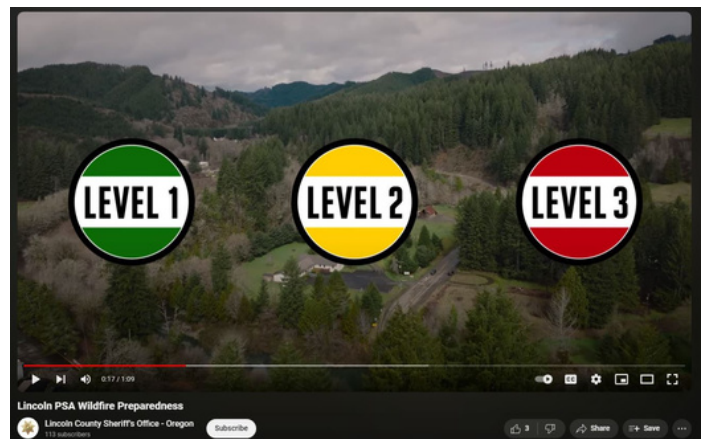 LEVEL 1 LEVEL 2 LEVEL 3
0:17 / 1:09
CC
Lincoln PSA Wildfire Preparedness
Lincoln County Sheriff's Office - Oregon
113 subscribers
Subscribe
3
Share
Save